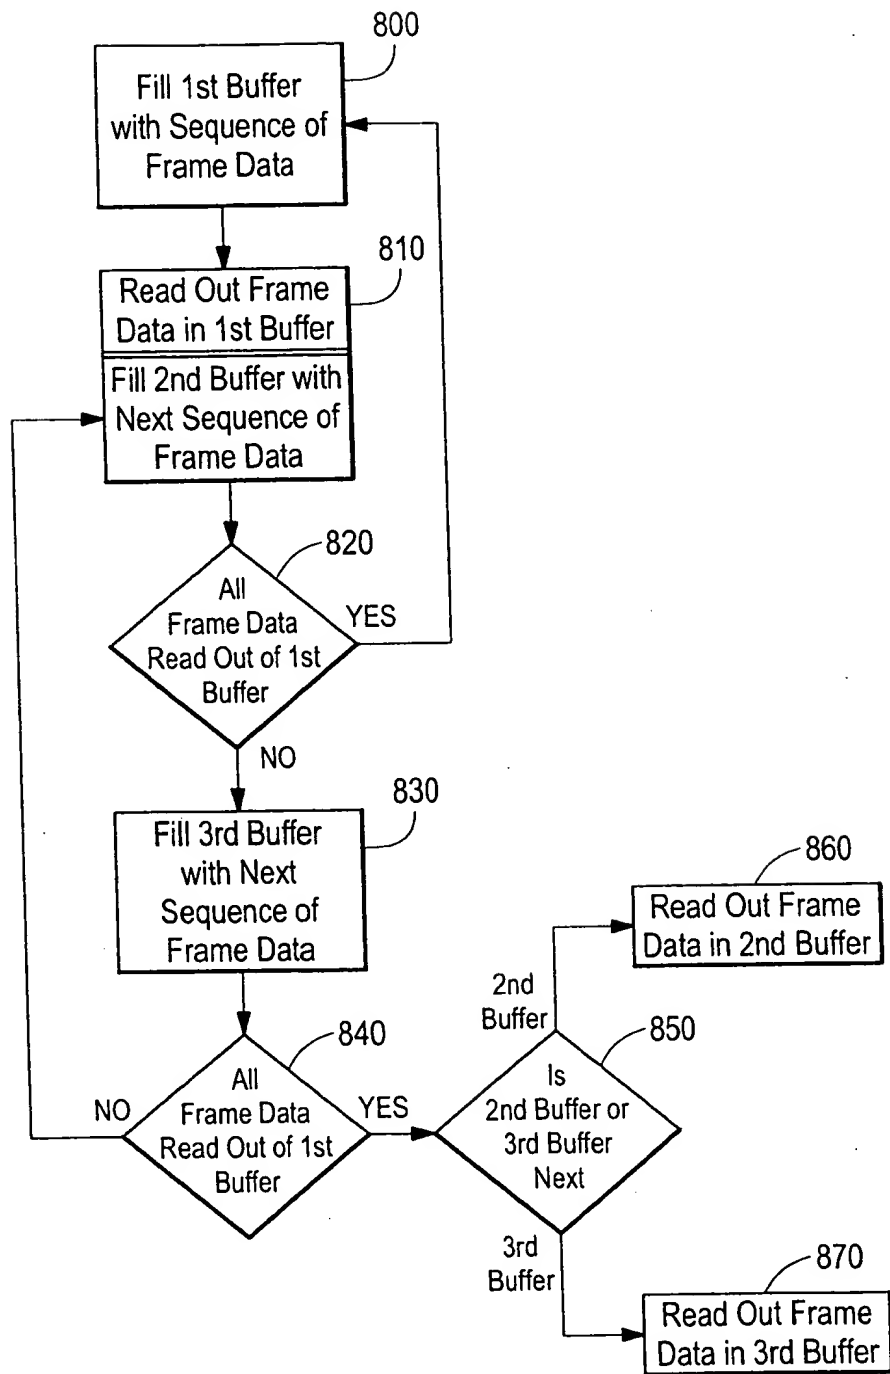 800
Fill 1st Buffer
with Sequence of
Frame Data
810
Read Out Frame
Data in 1st Buffer
Fill 2nd Buffer with
Next Sequence of
Frame Data
820
All
Frame Data
Read Out of 1st
Buffer
YES
NO
830
Fill 3rd Buffer
with Next
Sequence of
Frame Data
840
All
Frame Data
Read Out of 1st
Buffer
NO
YES
850
Is
2nd Buffer or
3rd Buffer
Next
2nd
Buffer
860
Read Out Frame
Data in 2nd Buffer
3rd
Buffer
870
Read Out Frame
Data in 3rd Buffer